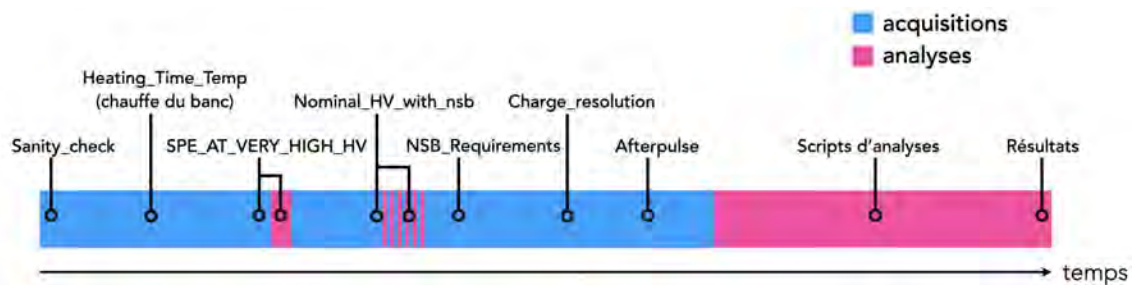 acquisitions
analyses
Heating_Time_Temp
(chauffe du banc)
Nominal_HV_with_nsb
Charge_resolution
Sanity_check
SPE_AT_VERY_HIGH_HV
NSB_Requirements
Afterpulse
Scripts d'analyses
Résultats
temps